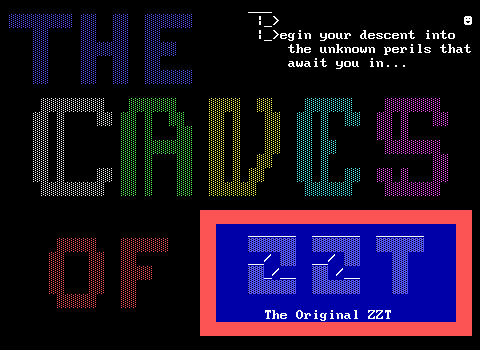 THE
Begin your descent into
the unknown perils that
await you in...
CAVES
OF
ZZT
The Original ZZT